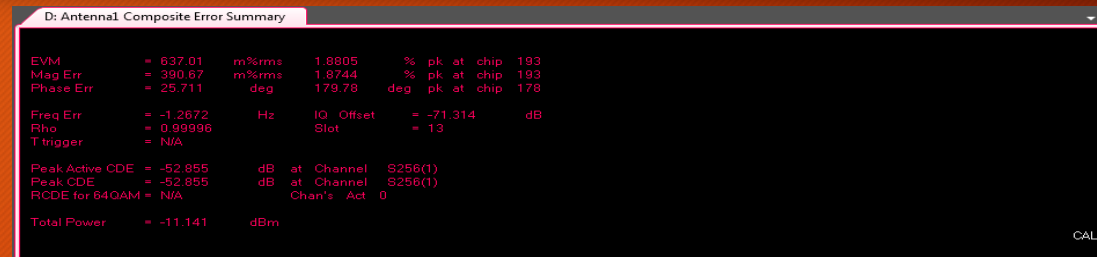 D: Antenna1 Composite Error Summary
EVM = 637.01 m%rms 1.8805 % pk at chip 193
Mag Err = 390.67 m%rms 1.8744 % pk at chip 193
Phase Err = 25.711 deg 179.78 deg pk at chip 178
Freq Err = -1.2672 Hz IQ Offset = -71.314 dB
Rho = 0.99996 Slot = 13
T trigger = N/A
Peak Active CDE = -52.855 dB at Channel S256(1)
Peak CDE = -52.855 dB at Channel S256(1)
RCDE for 64QAM = N/A Chan's Act 0
Total Power = -11.141 dBm
CAL